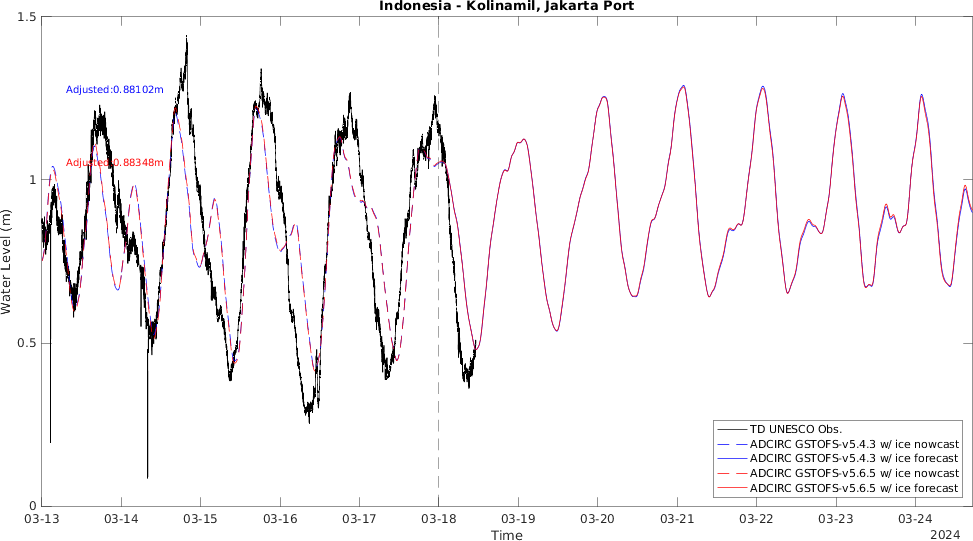 Indonesia - Kolinamil, Jakarta Port
1.5
Adjusted:0.88102m
Adjusted:0.88348m
1
0.5
0
Water Level (m)
TD UNESCO Obs.
ADCIRC GSTOFS-v5.4.3 w/ ice nowcast
ADCIRC GSTOFS-v5.4.3 w/ ice forecast
ADCIRC GSTOFS-v5.6.5 w/ ice nowcast
ADCIRC GSTOFS-v5.6.5 w/ ice forecast
03-13 03-14 03-15 03-16 03-17 03-18 03-19 03-20 03-21 03-22 03-23 03-24
Time
2024